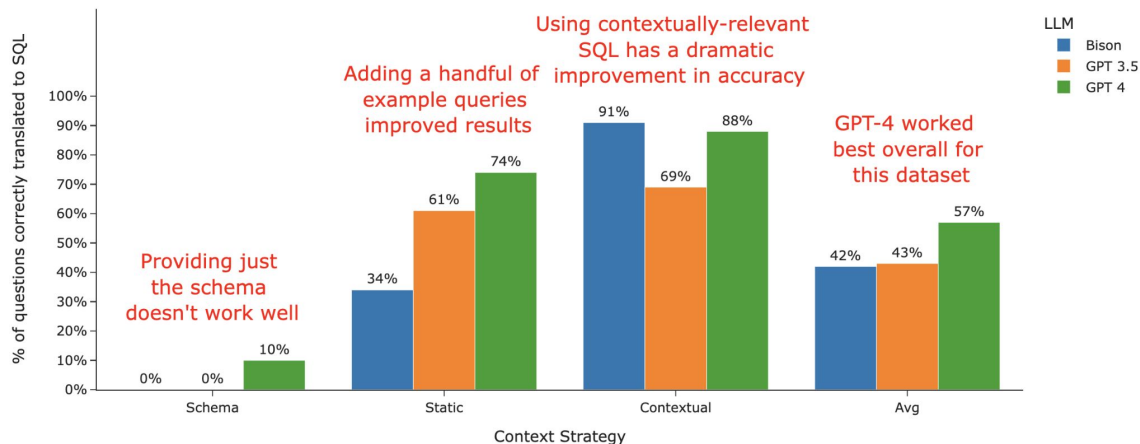 Using contextually-relevant
SQL has a dramatic
improvement in accuracy
LLM
Bison
GPT 3.5
GPT 4
Adding a handful of
example queries
improved results
GPT-4 worked
best overall for
this dataset
Providing just
the schema
doesn't work well
% of questions correctly translated to SQL
100%
90%
80%
70%
60%
50%
40%
30%
20%
10%
0%
0%
0%
10%
34%
61%
74%
91%
69%
88%
42%
43%
57%
Schema
Static
Contextual
Avg
Context Strategy